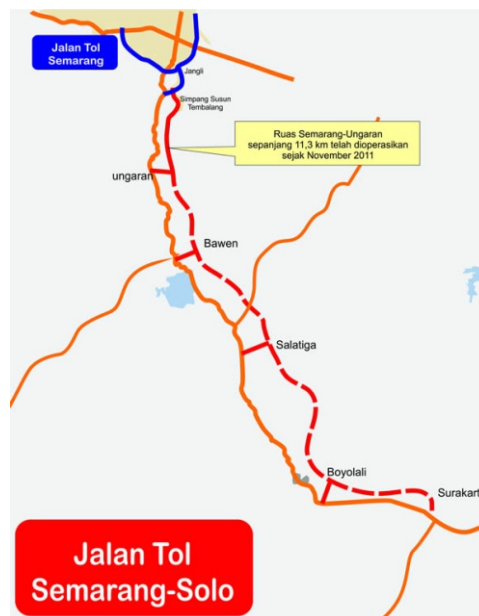 Jalan Tol
Semarang
Jangli
Simpang Susun
Tembalang
Ruas Semarang-Ungaran
sepanjang 11,3 km telah dioperasikan
sejak November 2011
ungaran
Bawen
Salatiga
Boyolali
Surakart
Jalan Tol
Semarang-Solo